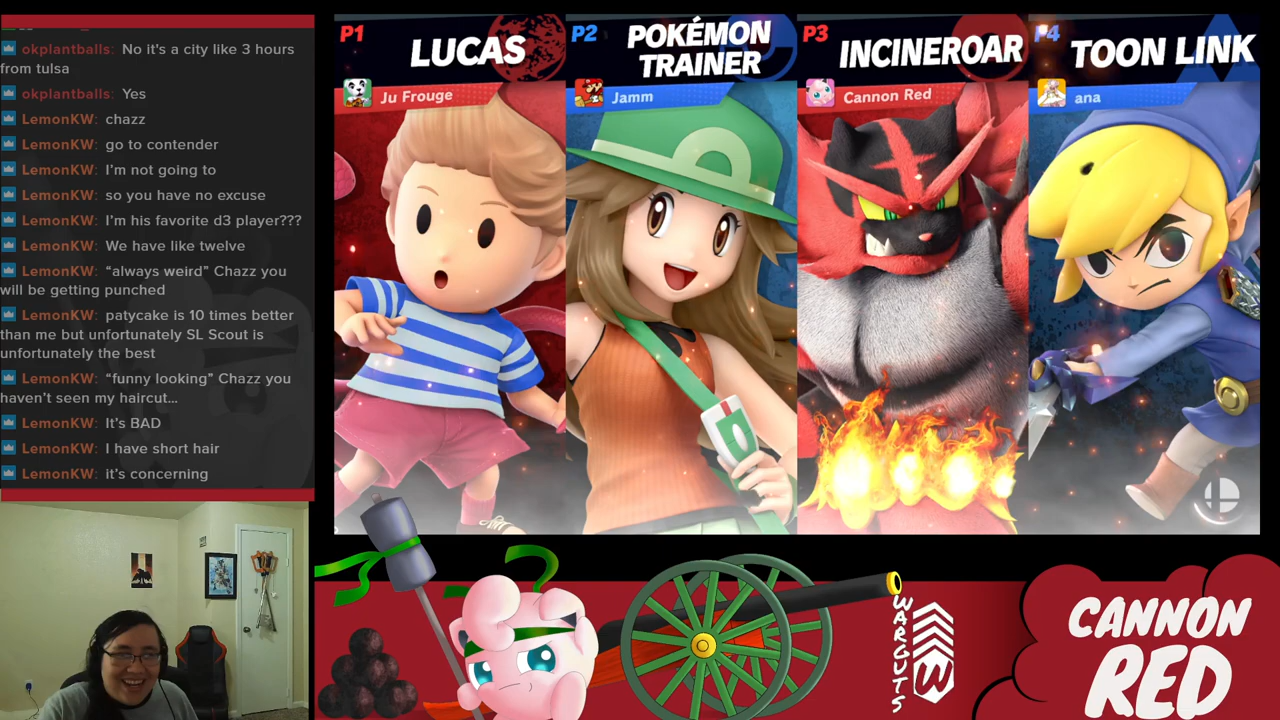 okplantballs: No it's a city like 3 hours
from tulsa
okplantballs: Yes
LemonKW: chazz
LemonKW: go to contender
LemonKW: I'm not going to
LemonKW: so you have no excuse
LemonKW: I'm his favorite d3 player???
LemonKW: We have like twelve
LemonKW: “always weird” Chazz you
will be getting punched
LemonKW: patycake is 10 times better
than me but unfortunately SL Scout is
unfortunately the best
LemonKW: “funny looking” Chazz you
haven't seen my haircut...
LemonKW: It's BAD
LemonKW: I have short hair
LemonKW: it's concerning
P1
LUCAS
Ju Frouge
P2
POKÉMON
TRAINER
Jamm
P3
INCINEROAR
Cannon Red
P4
TOON LINK
ana
WARGUTS
W
CANNON
RED